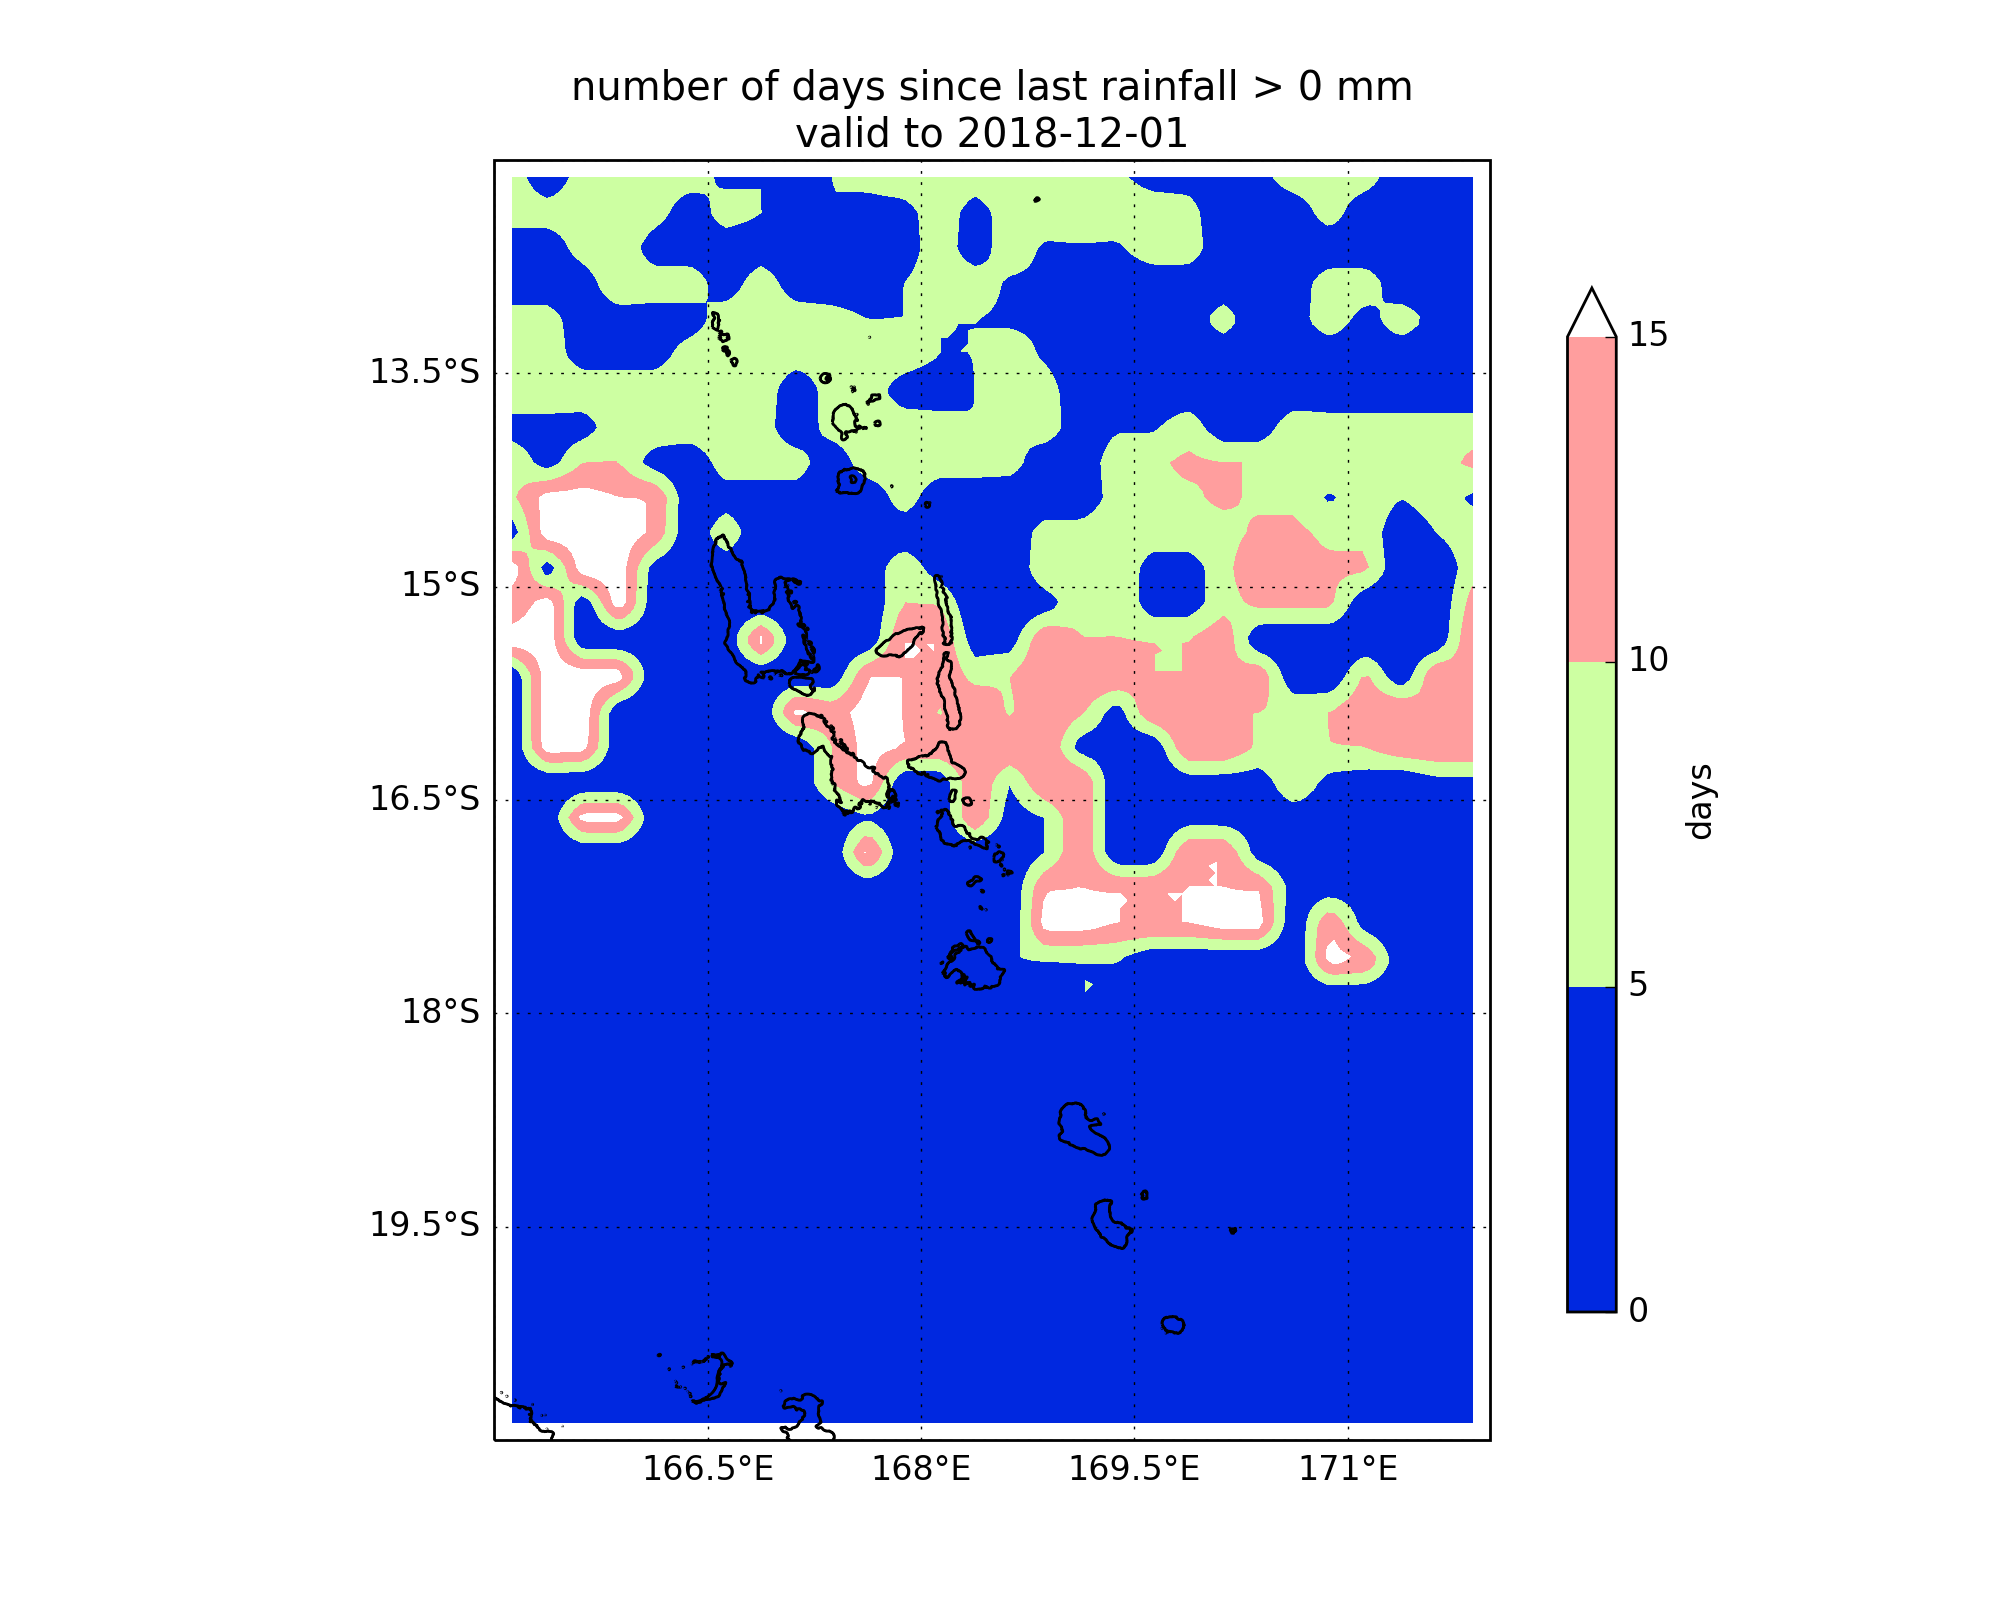 number of days since last rainfall > 0 mm
valid to 2018-12-01
13.5°S
15°S
16.5°S
18°S
19.5°S
166.5°E
168°E
169.5°E
171°E
15
10
5
0
days